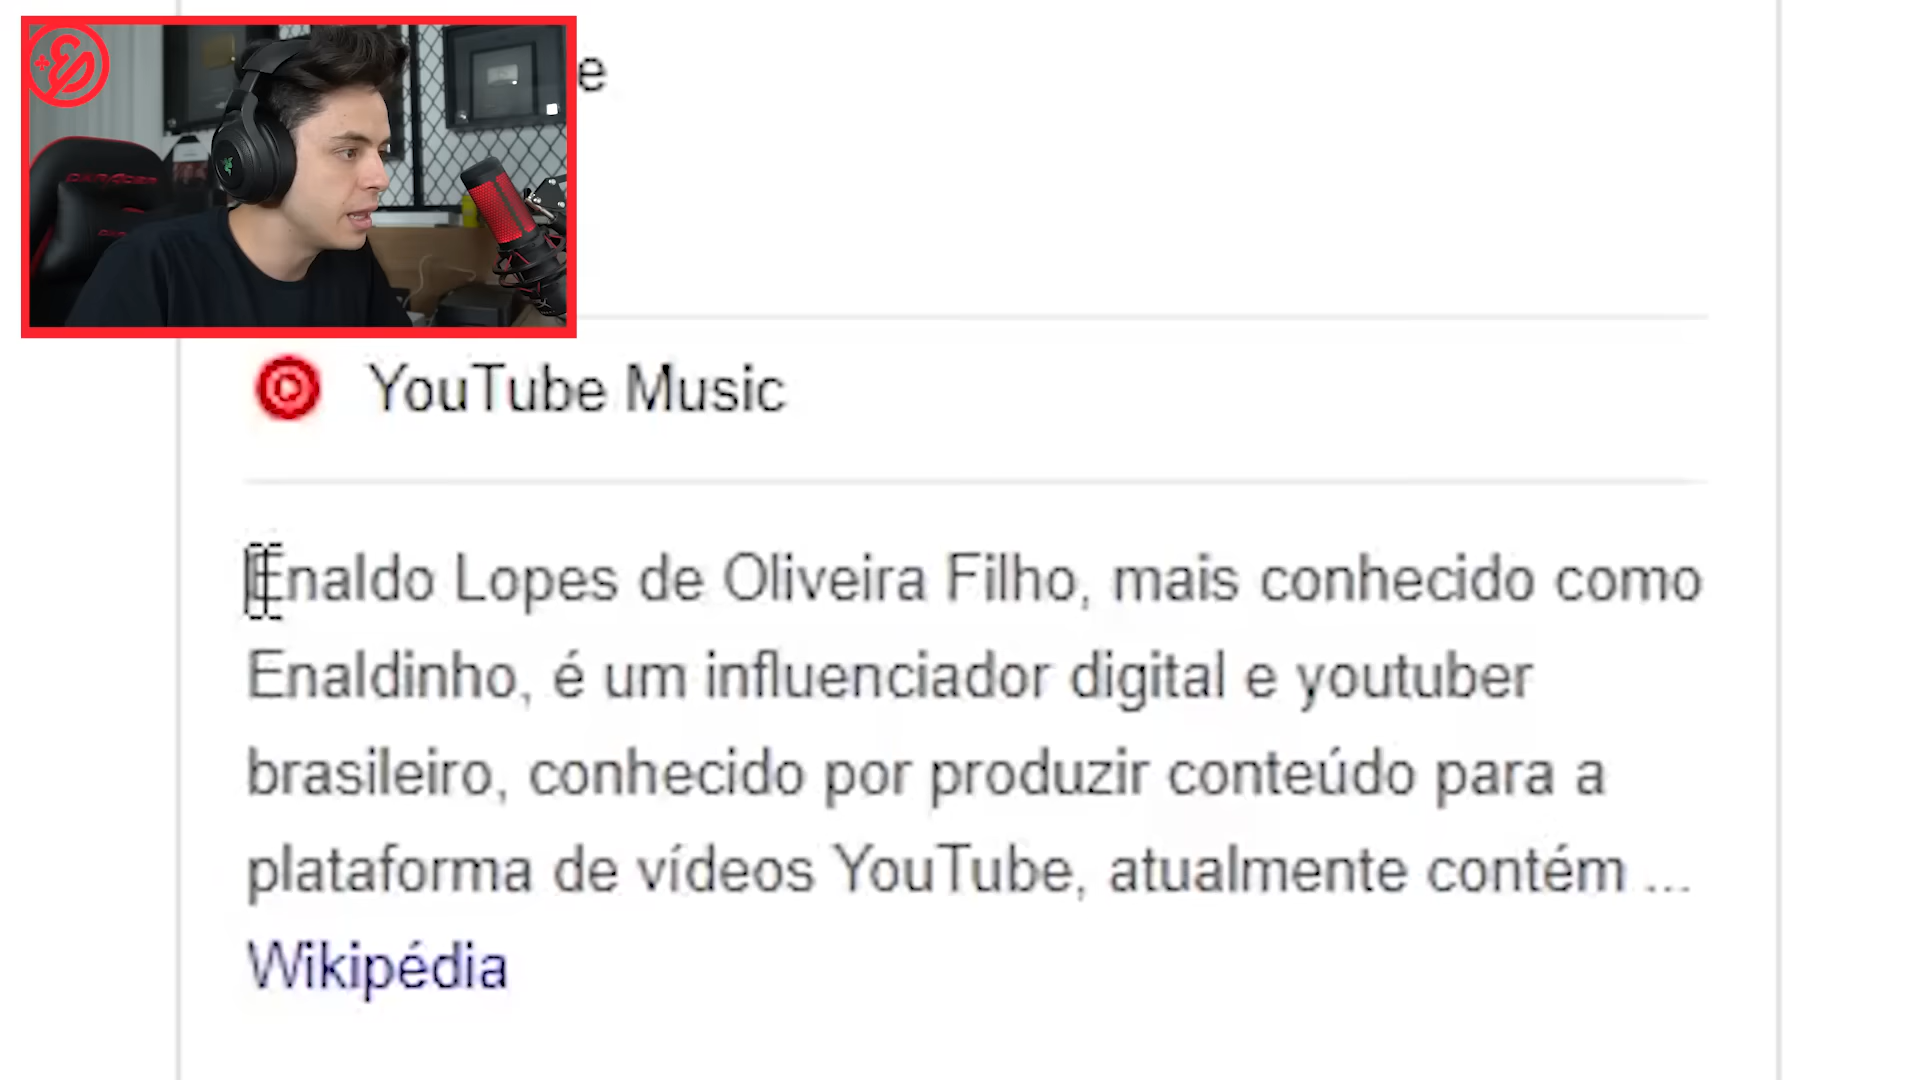 e
YouTube Music
Enaldo Lopes de Oliveira Filho, mais conhecido como
Enaldinho, é um influenciador digital e youtuber
brasileiro, conhecido por produzir conteúdo para a
plataforma de vídeos YouTube, atualmente contém ...
Wikipédia